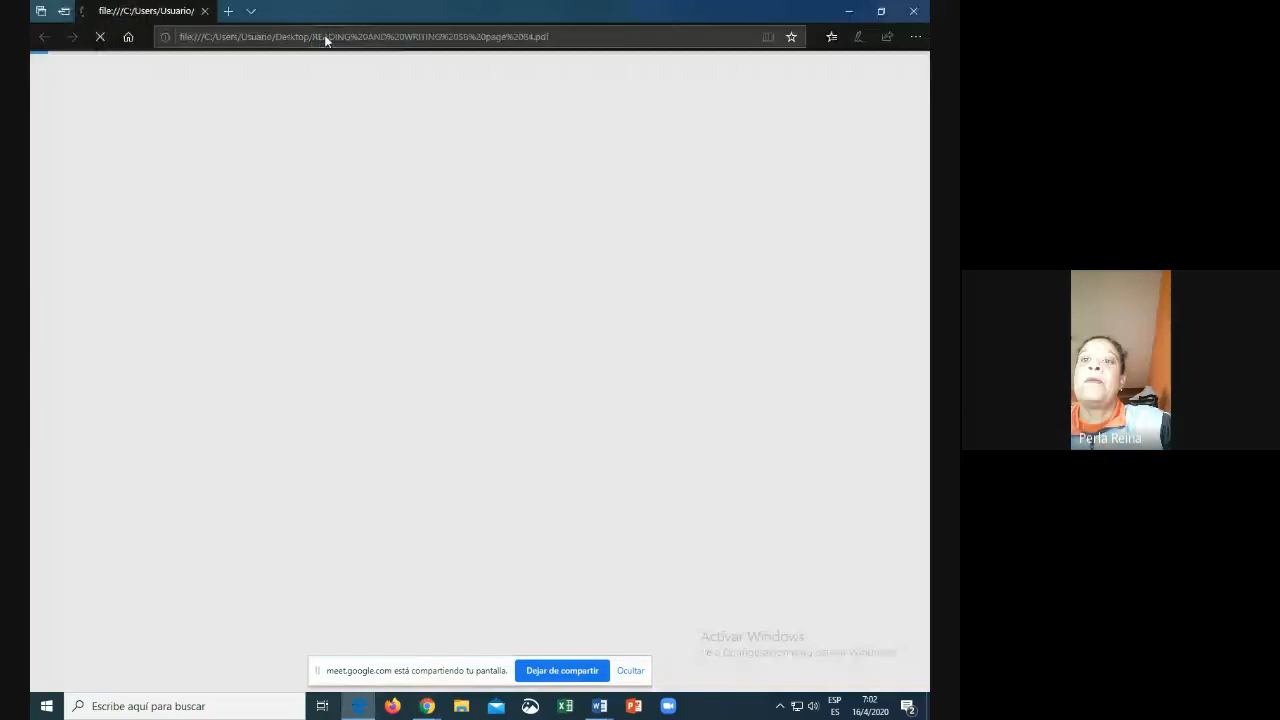 file:///C:/Users/Usuario/
file:///C:/Users/Usuario/Desktop/READING%20AND%20WRITING%20SB%20page%2084.pdf
Perla Reina
Activar Windows
meet.google.com está compartiendo tu pantalla.
Dejar de compartir
Ocultar
Escribe aquí para buscar
ESP
ES
7:02
16/4/2020
2